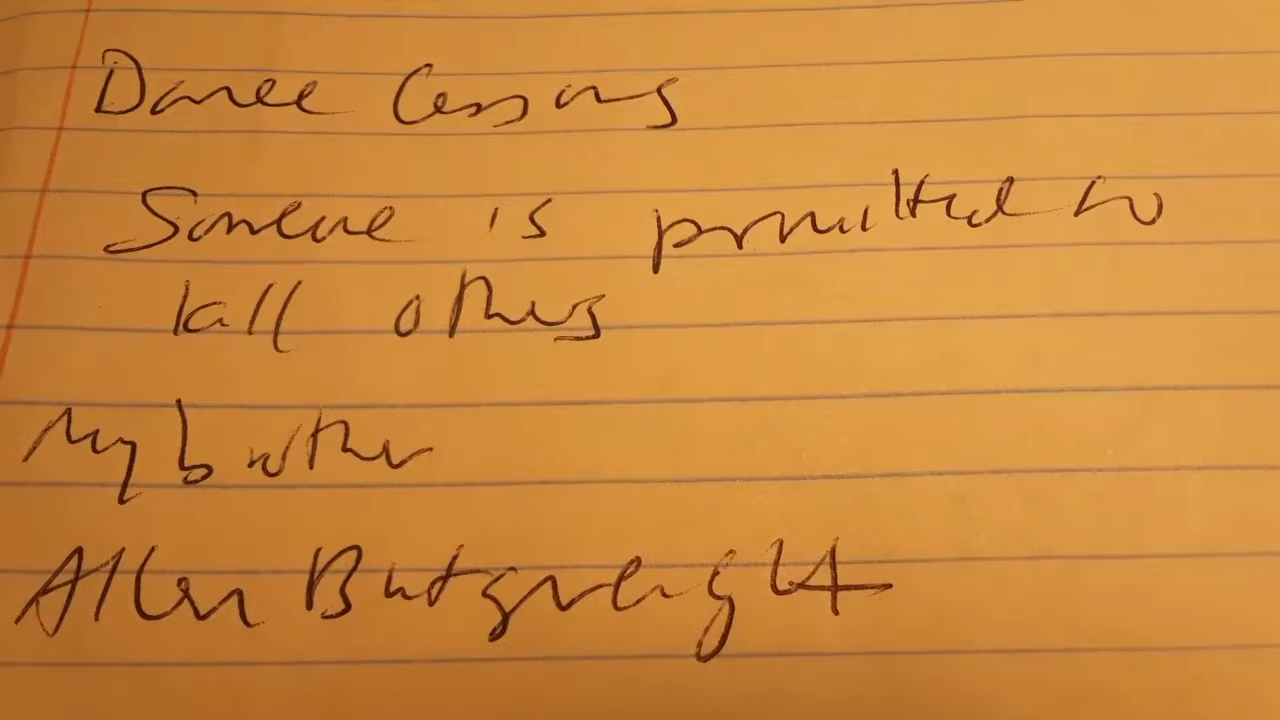 Dance Lessons
Someone is permitted to
kill others
My brother
Allen